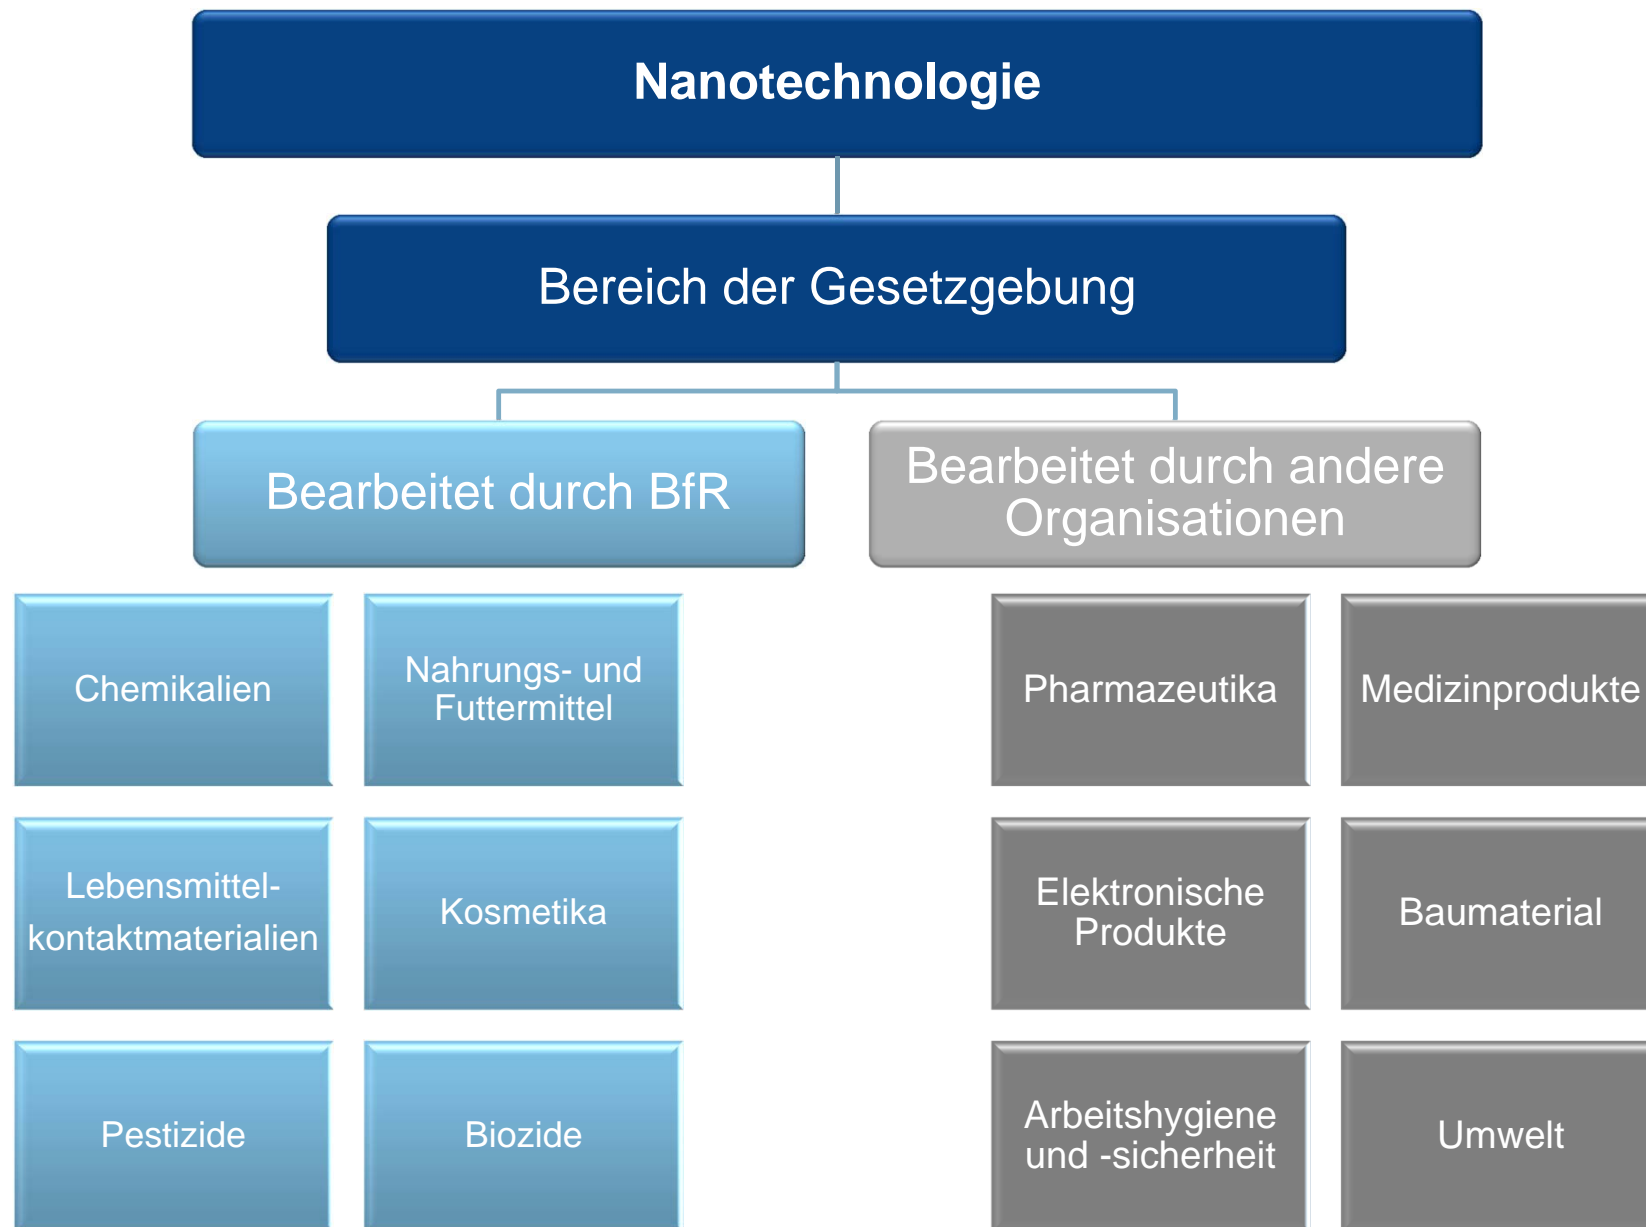 Nanotechnologie
Bereich der Gesetzgebung
Bearbeitet durch BfR
Bearbeitet durch andere
Organisationen
Chemikalien
Nahrungs- und
Futtermittel
Pharmazeutika
Medizinprodukte
Lebensmittel-
kontaktmaterialien
Kosmetika
Elektronische
Produkte
Baumaterial
Pestizide
Biozide
Arbeitshygiene
und -sicherheit
Umwelt